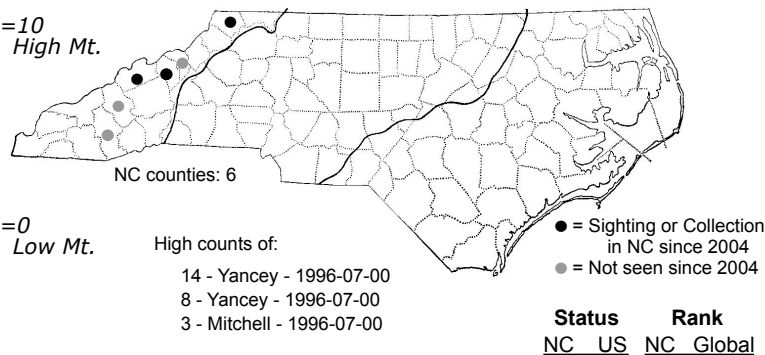 =10
High Mt.
NC counties: 6
=0
Low Mt.
High counts of:
14 - Yancey - 1996-07-00
8 - Yancey - 1996-07-00
3 - Mitchell - 1996-07-00
= Sighting or Collection
in NC since 2004
= Not seen since 2004
Status Rank
NC US NC Global